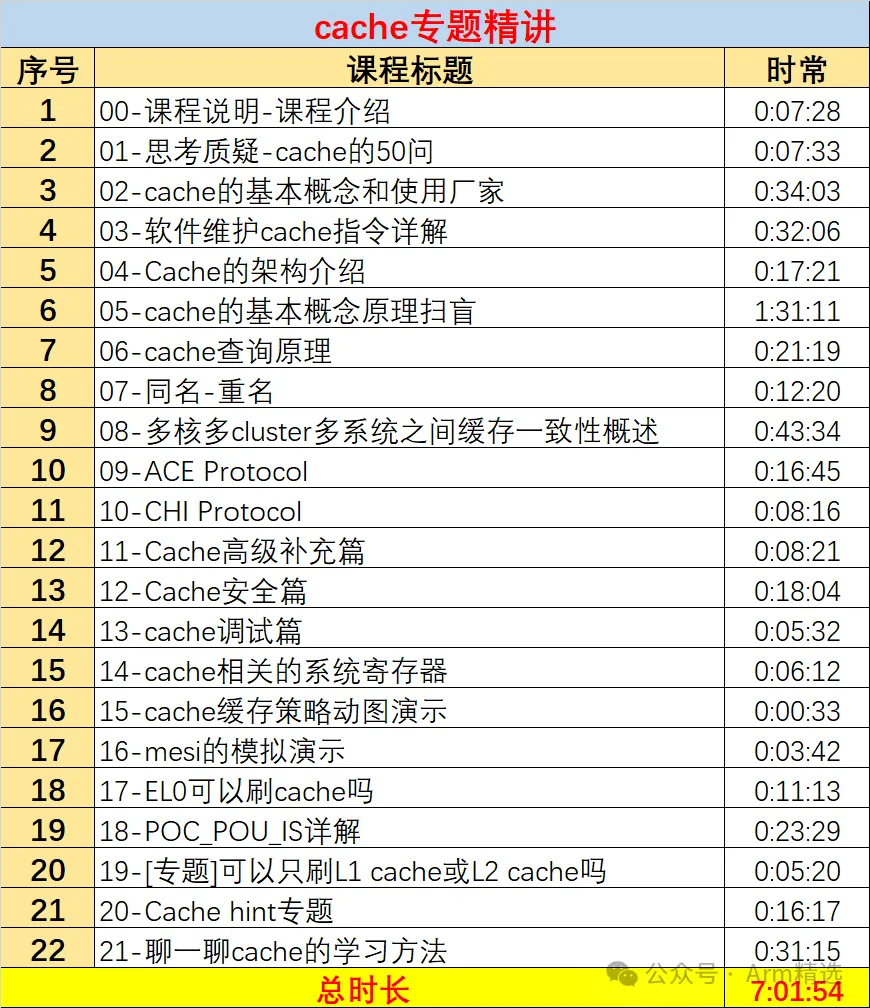 cache专题精讲
序号 课程标题 时常
1 00-课程说明-课程介绍 0:07:28
2 01-思考质疑-cache的50问 0:07:33
3 02-cache的基本概念和使用厂家 0:34:03
4 03-软件维护cache指令详解 0:32:06
5 04-Cache的架构介绍 0:17:21
6 05-cache的基本概念原理扫盲 1:31:11
7 06-cache查询原理 0:21:19
8 07-同名-重名 0:12:20
9 08-多核多cluster多系统之间缓存一致性概述 0:43:34
10 09-ACE Protocol 0:16:45
11 10-CHI Protocol 0:08:16
12 11-Cache高级补充篇 0:08:21
13 12-Cache安全篇 0:18:04
14 13-cache调试篇 0:05:32
15 14-cache相关的系统寄存器 0:06:12
16 15-cache缓存策略动图演示 0:00:33
17 16-mesi的模拟演示 0:03:42
18 17-EL0可以刷cache吗 0:11:13
19 18-POC_POU_IS详解 0:23:29
20 19-[专题]可以只刷L1 cache或L2 cache吗 0:05:20
21 20-Cache hint专题 0:16:17
22 21-聊一聊cache的学习方法 0:31:15
公众号 · Arm精选
总时长 7:01:54